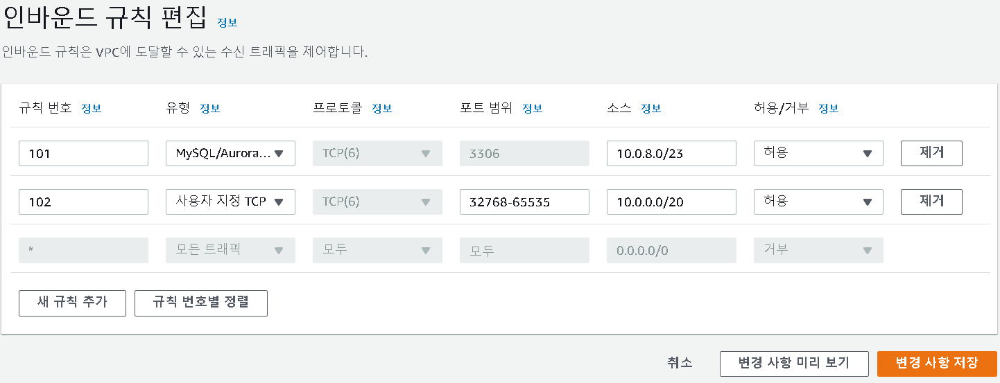 인바운드 규칙 편집 정보
인바운드 규칙은 VPC에 도달할 수 있는 수신 트래픽을 제어합니다.
규칙 번호 정보 유형 정보 프로토콜 정보 포트 범위 정보 소스 정보 허용/거부 정보
101 MySQL/Aurora... TCP(6) 3306 10.0.8.0/23 허용 제거
102 사용자 지정 TCP TCP(6) 32768-65535 10.0.0.0/20 허용 제거
* 모든 트래픽 모두 모두 0.0.0.0/0 거부
새 규칙 추가 규칙 번호별 정렬
취소 변경 사항 미리 보기 변경 사항 저장